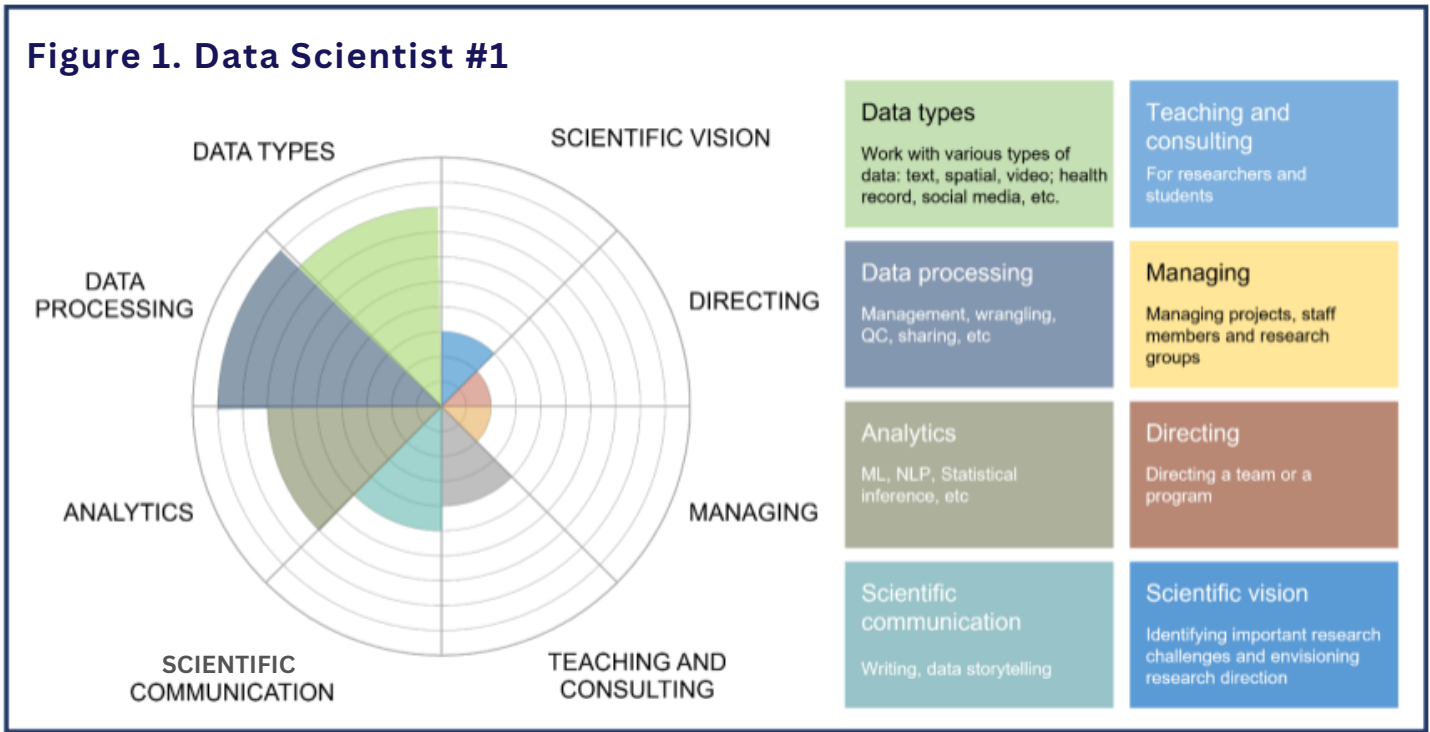 Figure 1. Data Scientist #1
DATA TYPES
SCIENTIFIC VISION
DATA
PROCESSING
DIRECTING
ANALYTICS
MANAGING
SCIENTIFIC
COMMUNICATION
TEACHING AND
CONSULTING
Data types
Work with various types of
data: text, spatial, video; health
record, social media, etc.
Teaching and
consulting
For researchers and
students
Data processing
Management, wrangling,
QC, sharing, etc
Managing
Managing projects, staff
members and research
groups
Analytics
ML, NLP, Statistical
inference, etc
Directing
Directing a team or a
program
Scientific
communication
Writing, data storytelling
Scientific vision
Identifying important research
challenges and envisioning
research direction